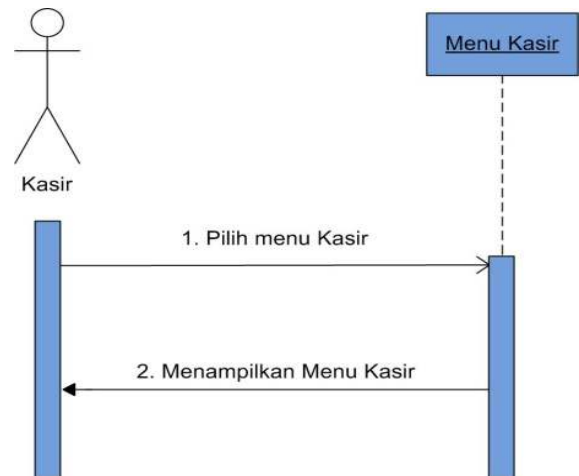 Menu Kasir
Kasir
1. Pilih menu Kasir
2. Menampilkan Menu Kasir